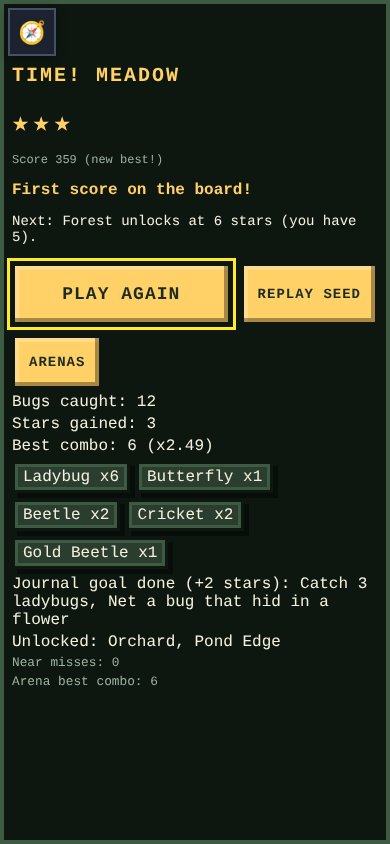 TIME! MEADOW
★★★
Score 359 (new best!)
First score on the board!
Next: Forest unlocks at 6 stars (you have
5).
PLAY AGAIN
REPLAY SEED
ARENAS
Bugs caught: 12
Stars gained: 3
Best combo: 6 (x2.49)
Ladybug x6
Butterfly x1
Beetle x2
Cricket x2
Gold Beetle x1
Journal goal done (+2 stars): Catch 3
ladybugs, Net a bug that hid in a
flower
Unlocked: Orchard, Pond Edge
Near misses: 0
Arena best combo: 6